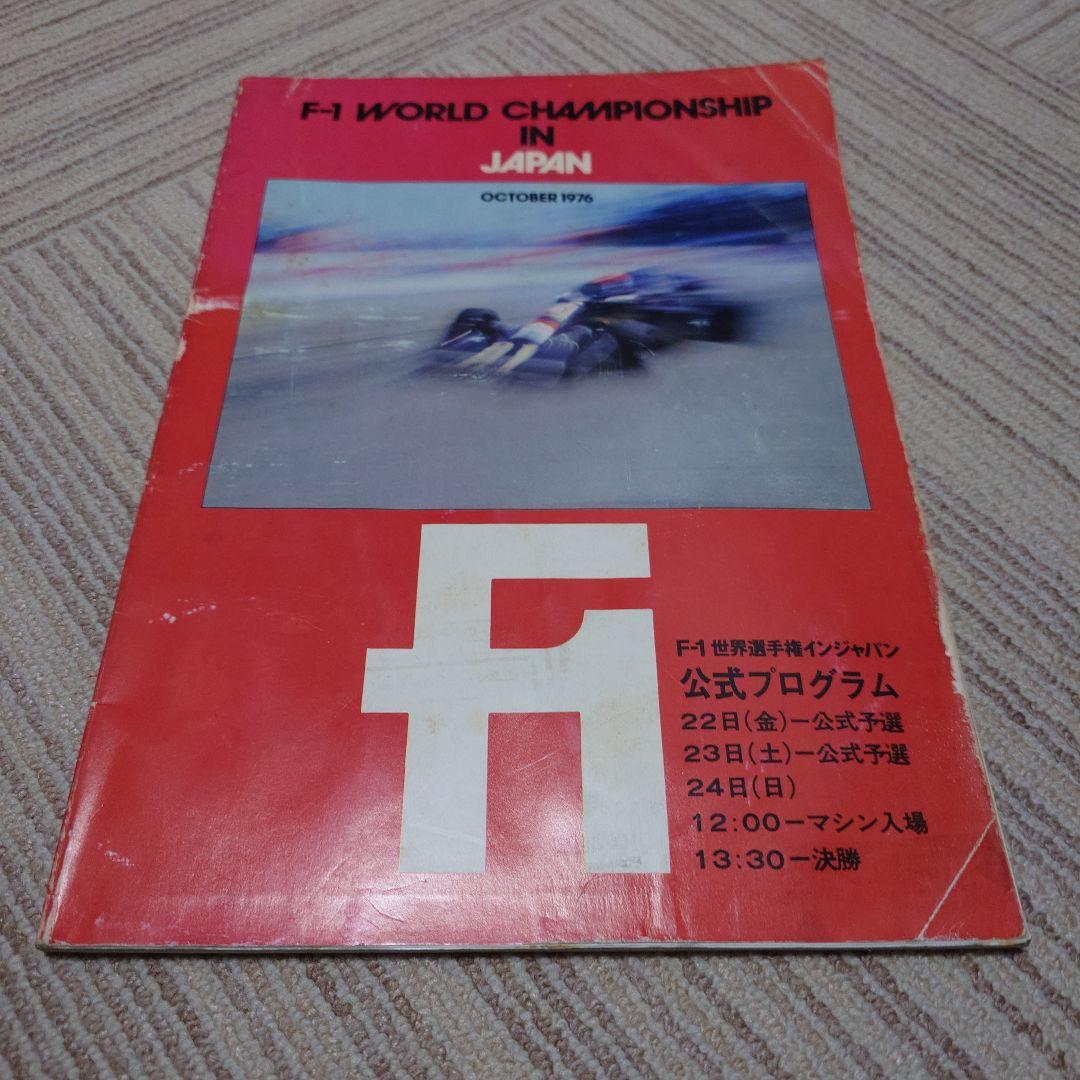 F-1 WORLD CHAMPIONSHIP
IN
JAPAN
OCTOBER 1976
F1
F-1 世界選手権インジャパン
公式プログラム
22日(金)ー公式予選
23日(土)ー公式予選
24日(日)
12:00ーマシン入場
13:30ー決勝